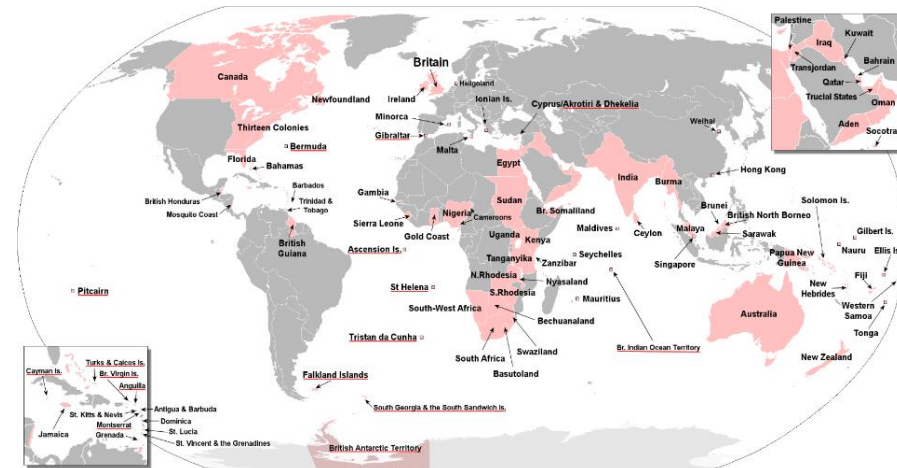 Canada
Newfoundland
Thirteen Colonies
Bermuda
Florida
Bahamas
British Honduras
Mosquito Coast
Barbados
Trinidad &
Tobago
British
Guiana
Pitcairn
Britain
Heligoland
Ireland
Ionian Is.
Minorca
Gibraltar
Malta
Cyprus/Akrotiri & Dhekelia
Weihai
Egypt
Gambia
Sierra Leone
Gold Coast
Nigeria
Cameroons
Sudan
Br. Somaliland
Uganda
Kenya
Tanganyika
Zanzibar
Ascension Is.
St Helena
N.Rhodesia
Nyasaland
S.Rhodesia
South-West Africa
Bechuanaland
Swaziland
South Africa
Basutoland
Tristan da Cunha
Falkland Islands
South Georgia & the South Sandwich Is.
British Antarctic Territory
India
Burma
Hong Kong
Maldives
Ceylon
Seychelles
Mauritius
Br. Indian Ocean Territory
Brunei
British North Borneo
Malaya
Sarawak
Singapore
Solomon Is.
Gilbert Is.
Ellis Is.
Nauru
Papua New
Guinea
Fiji
New
Hebrides
Western
Samoa
Tonga
Australia
New Zealand
Palestine
Iraq
Kuwait
Transjordan
Bahrain
Qatar
Trucial States
Oman
Aden
Socotra
Turks & Caicos Is.
Cayman Is.
Br. Virgin Is.
Anguilla
St. Kitts & Nevis
Antigua & Barbuda
Montserrat
Dominica
Jamaica
St. Lucia
Grenada
St. Vincent & the Grenadines